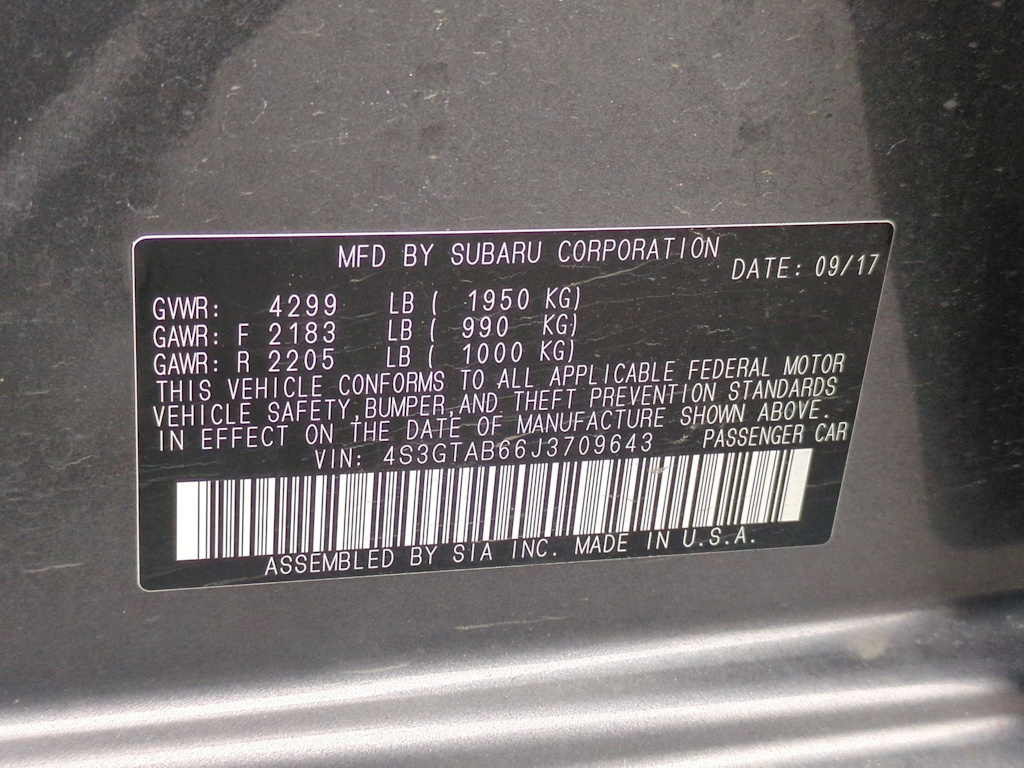 MFD BY SUBARU CORPORATION
DATE: 09/17
GVWR: 4299 LB ( 1950 KG)
GAWR: F 2183 LB ( 990 KG)
GAWR: R 2205 LB ( 1000 KG)
THIS VEHICLE CONFORMS TO ALL APPLICABLE FEDERAL MOTOR
VEHICLE SAFETY,BUMPER,AND THEFT PREVENTION STANDARDS
IN EFFECT ON THE DATE OF MANUFACTURE SHOWN ABOVE.
VIN: 4S3GTAB66J3709643 PASSENGER CAR
ASSEMBLED BY SIA INC. MADE IN U.S.A.